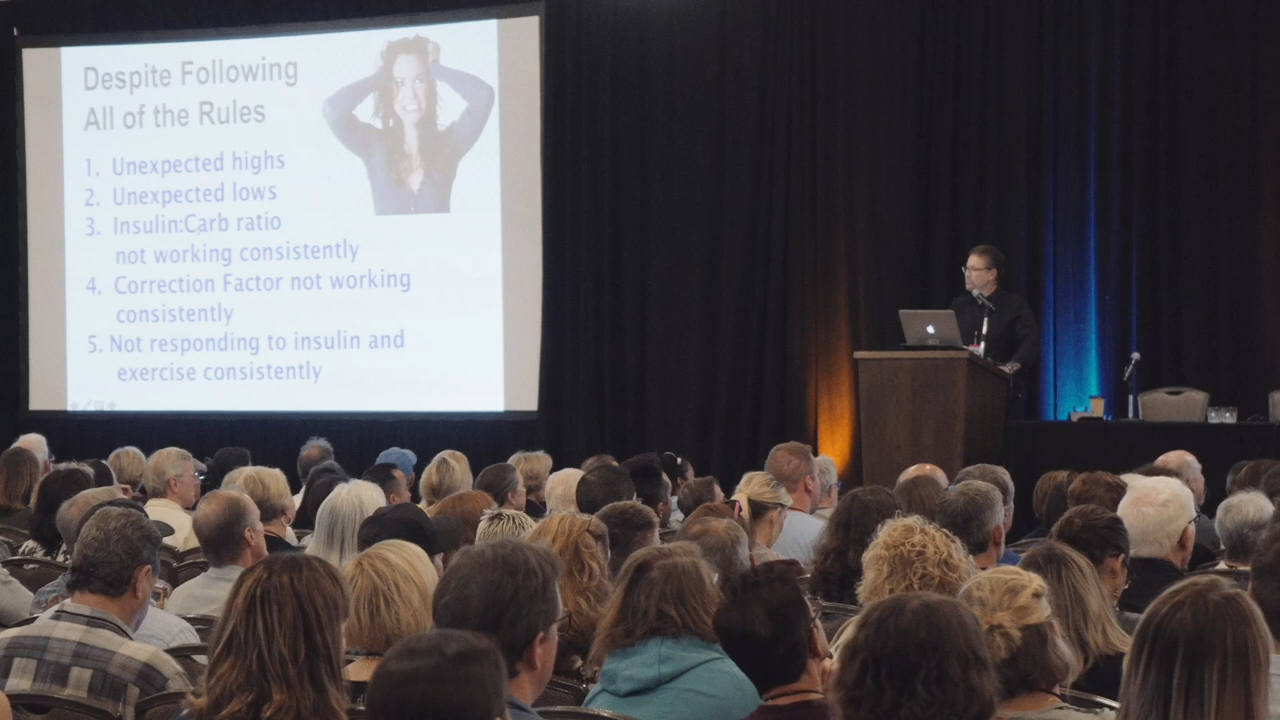 Despite Following
All of the Rules
1. Unexpected highs
2. Unexpected lows
3. Insulin:Carb ratio
not working consistently
4. Correction Factor not working
consistently
5. Not responding to insulin and
exercise consistently